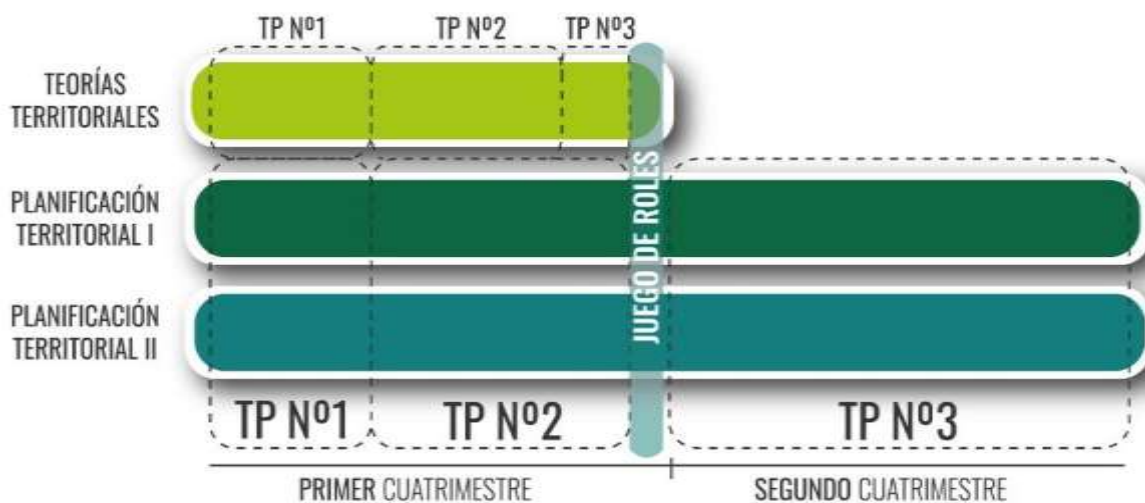 TP Nº1 TP Nº2 TP Nº3
TEORÍAS
TERRITORIALES
PLANIFICACIÓN
TERRITORIAL I
PLANIFICACIÓN
TERRITORIAL II
JUEGO DE ROLES
TP Nº1 TP Nº2 TP Nº3
PRIMER CUATRIMESTRE SEGUNDO CUATRIMESTRE